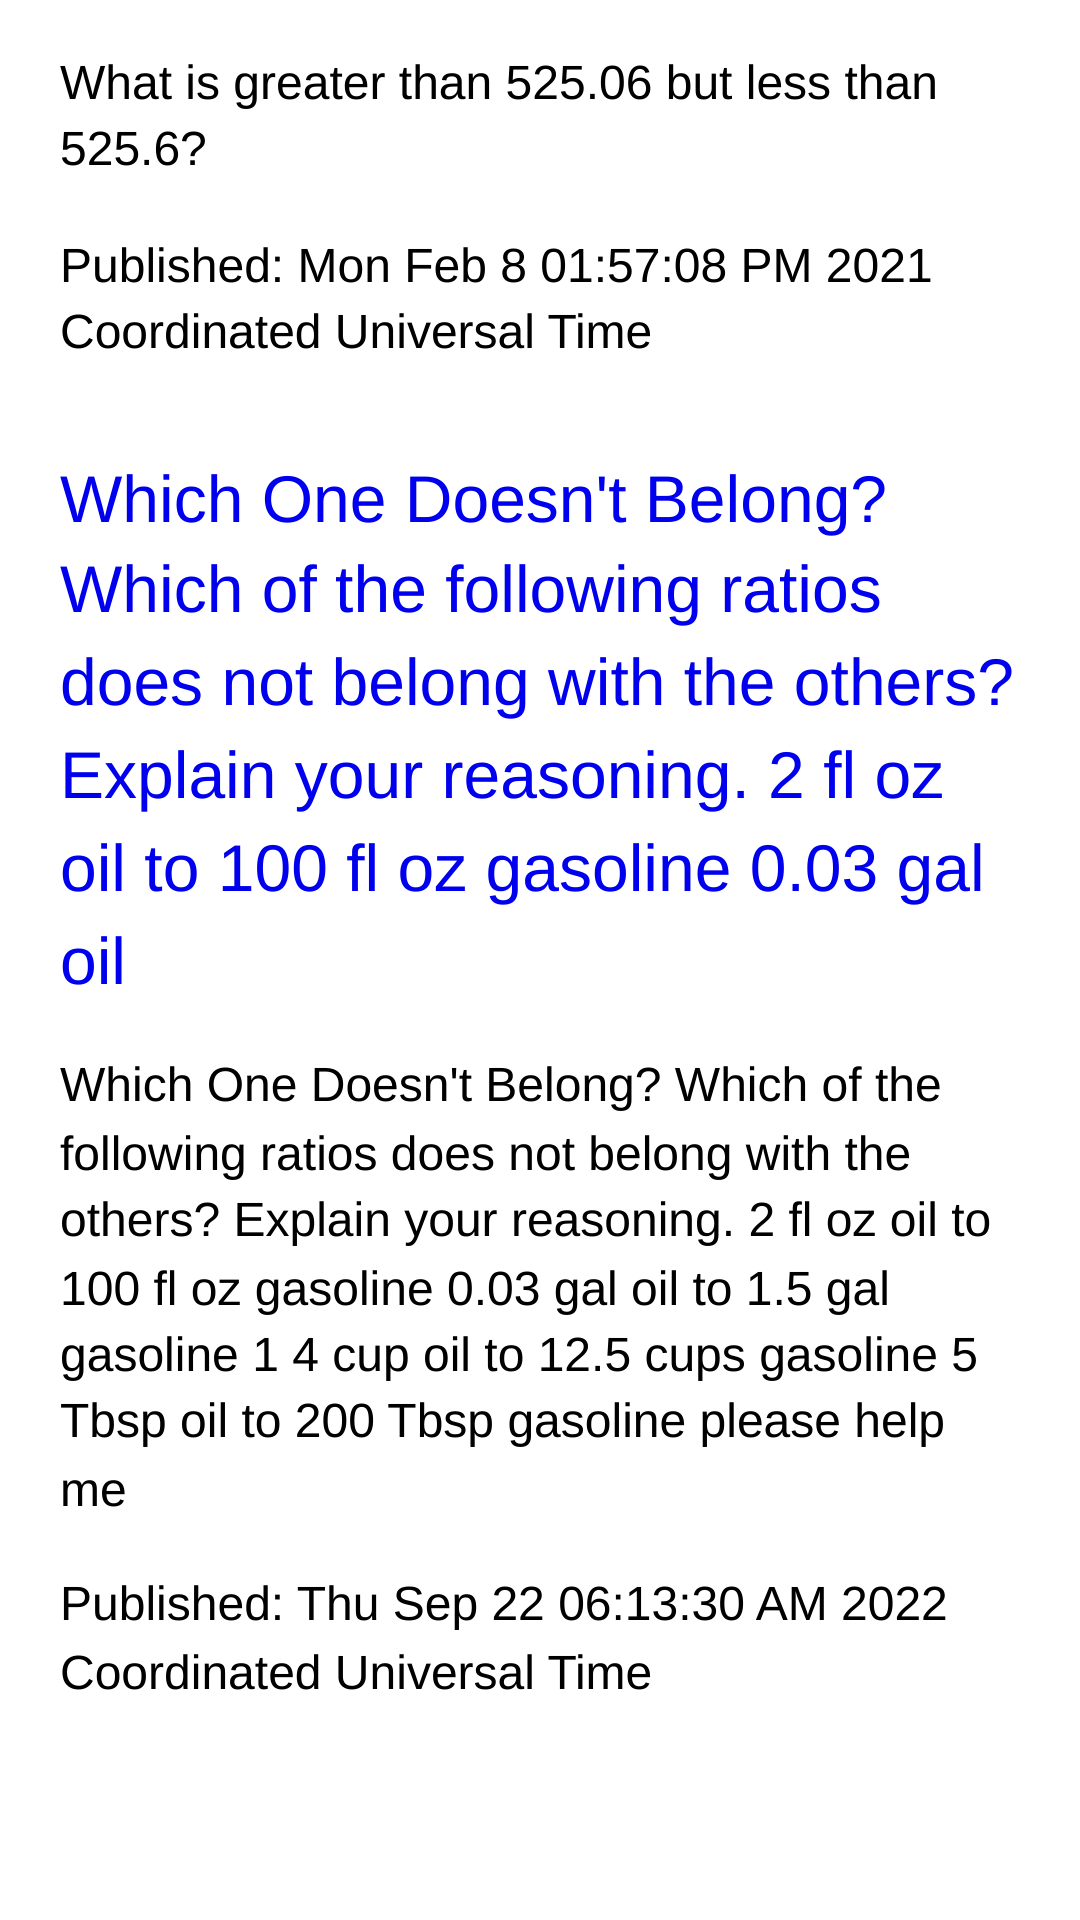 What is greater than 525.06 but less than
525.6?
Published: Mon Feb 8 01:57:08 PM 2021
Coordinated Universal Time
Which One Doesn't Belong?
Which of the following ratios
does not belong with the others?
Explain your reasoning. 2 fl oz
oil to 100 fl oz gasoline 0.03 gal
oil
Which One Doesn't Belong? Which of the
following ratios does not belong with the
others? Explain your reasoning. 2 fl oz oil to
100 fl oz gasoline 0.03 gal oil to 1.5 gal
gasoline 1 4 cup oil to 12.5 cups gasoline 5
Tbsp oil to 200 Tbsp gasoline please help
me
Published: Thu Sep 22 06:13:30 AM 2022
Coordinated Universal Time